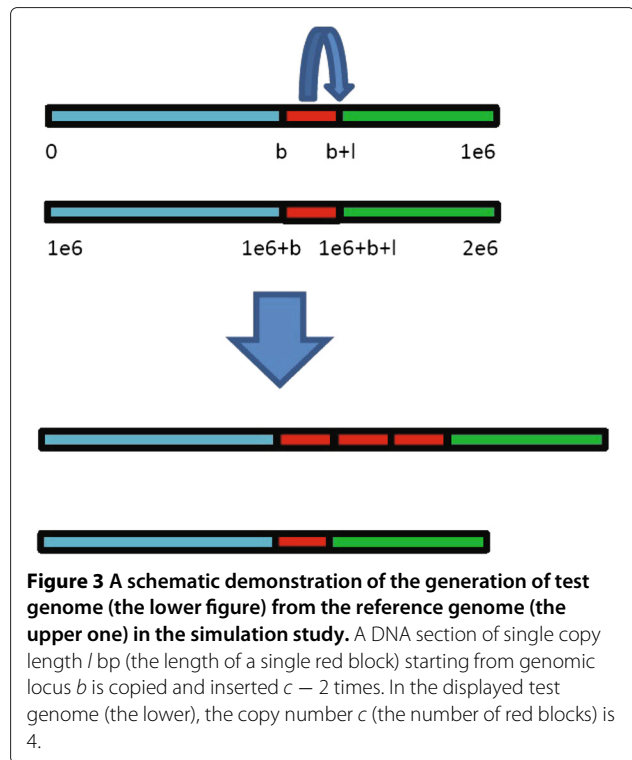 0 b b+l 1e6
1e6 1e6+b 1e6+b+l 2e6
Figure 3 A schematic demonstration of the generation of test
genome (the lower figure) from the reference genome (the
upper one) in the simulation study. A DNA section of single copy
length l bp (the length of a single red block) starting from genomic
locus b is copied and inserted c − 2 times. In the displayed test
genome (the lower), the copy number c (the number of red blocks) is
4.